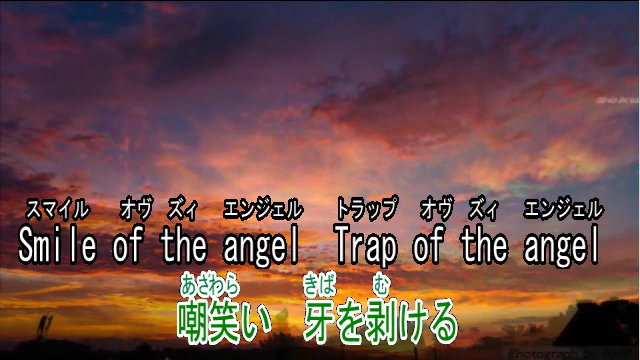 スマイル オヴ ズィ エンジェル トラップ オヴ ズィ エンジェル
Smile of the angel Trap of the angel
あざわら きば む
嘲笑い 牙を剥ける